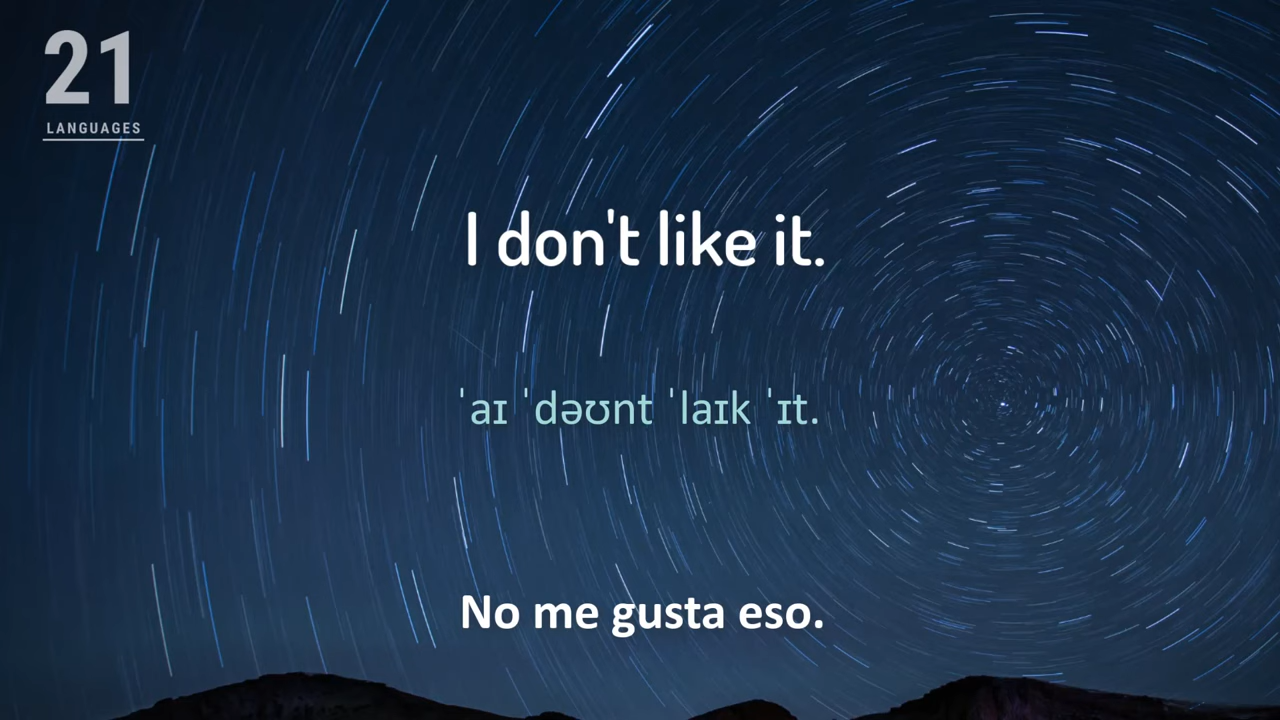 21
LANGUAGES
I don't like it.
ˈaɪ ˈdəʊnt ˈlaɪk ˈɪt.
No me gusta eso.